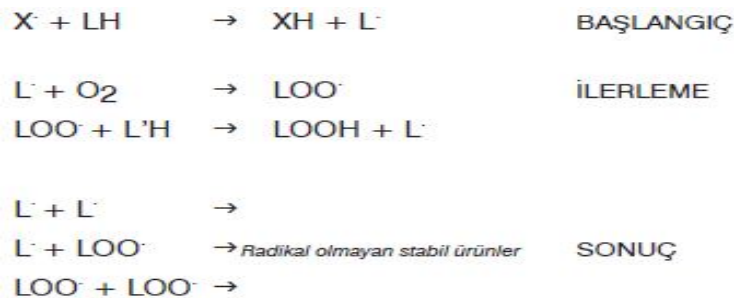 X· + LH → XH + L· BAŞLANGIÇ
L· + O2 → LOO· İLERLEME
LOO· + L'H → LOOH + L·
L· + L· →
L· + LOO· → Radikal olmayan stabil ürünler SONUÇ
LOO· + LOO· →